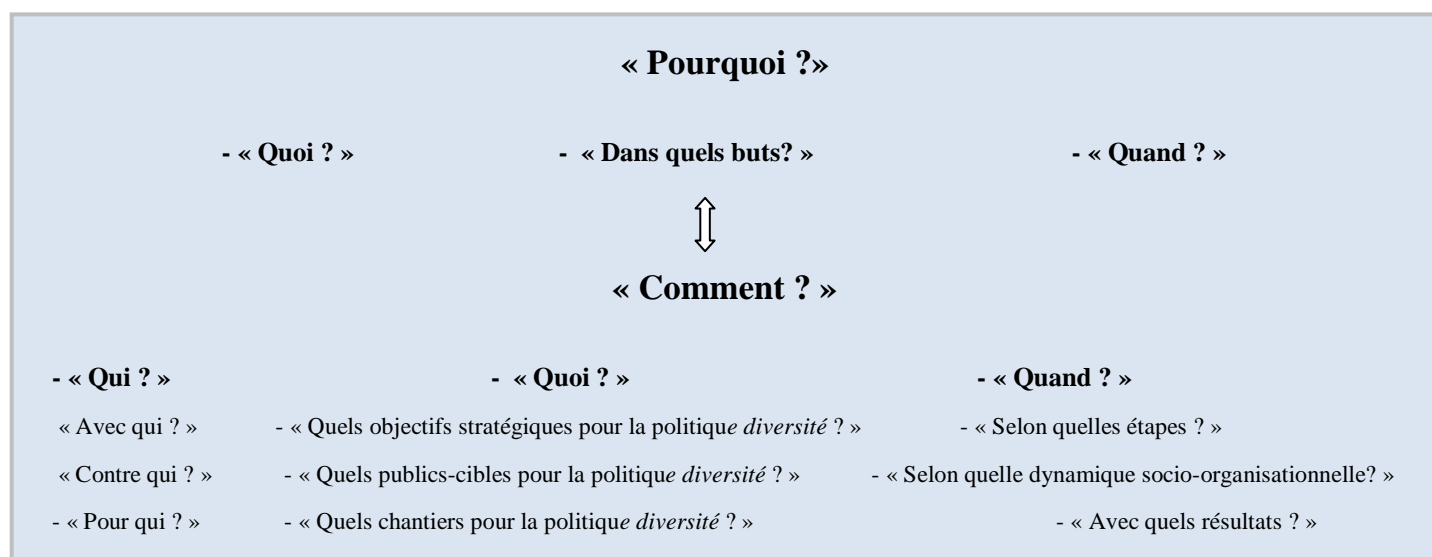 « Pourquoi ?»
- « Quoi ? » - « Dans quels buts? » - « Quand ? »
« Comment ? »
- « Qui ? » - « Quoi ? » - « Quand ? »
« Avec qui ? » - « Quels objectifs stratégiques pour la politique diversité ? » - « Selon quelles étapes ? »
« Contre qui ? » - « Quels publics-cibles pour la politique diversité ? » - « Selon quelle dynamique socio-organisationnelle? »
- « Pour qui ? » - « Quels chantiers pour la politique diversité ? » - « Avec quels résultats ? »